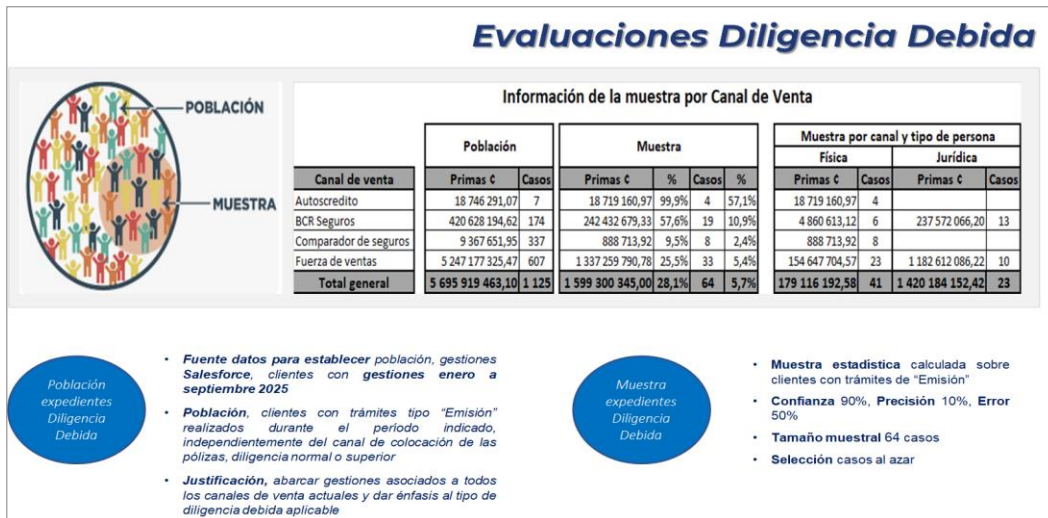 Evaluaciones Diligencia Debida
POBLACIÓN
MUESTRA
Información de la muestra por Canal de Venta
Población Muestra Muestra por canal y tipo de persona
Física Jurídica
Canal de venta Primas ¢ Casos Primas ¢ % Casos % Primas ¢ Casos Primas ¢ Casos
Autoscredito 18 746 291,07 7 18 719 160,97 99,9% 4 57,1% 18 719 160,97 4
BCR Seguros 420 628 194,62 174 242 432 679,33 57,6% 19 10,9% 4 860 613,12 6 237 572 066,20 13
Comparador de seguros 9 367 651,95 337 888 713,92 9,5% 8 2,4% 888 713,92 8
Fuerza de ventas 5 247 177 325,47 607 1 337 259 790,78 25,5% 33 5,4% 154 647 704,57 23 1 182 612 086,22 10
Total general 5 695 919 463,10 1 125 1 599 300 345,00 28,1% 64 5,7% 179 116 192,58 41 1 420 184 152,42 23
Población
expedientes
Diligencia
Debida
• Fuente datos para establecer población, gestiones
Salesforce, clientes con gestiones enero a
septiembre 2025
• Población, clientes con trámites tipo “Emisión”
realizados durante el período indicado,
independientemente del canal de colocación de las
pólizas, diligencia normal o superior
• Justificación, abarcar gestiones asociados a todos
los canales de venta actuales y dar énfasis al tipo de
diligencia debida aplicable
Muestra
expedientes
Diligencia
Debida
• Muestra estadística calculada sobre
clientes con trámites de “Emisión”
• Confianza 90%, Precisión 10%, Error
50%
• Tamaño muestral 64 casos
• Selección casos al azar